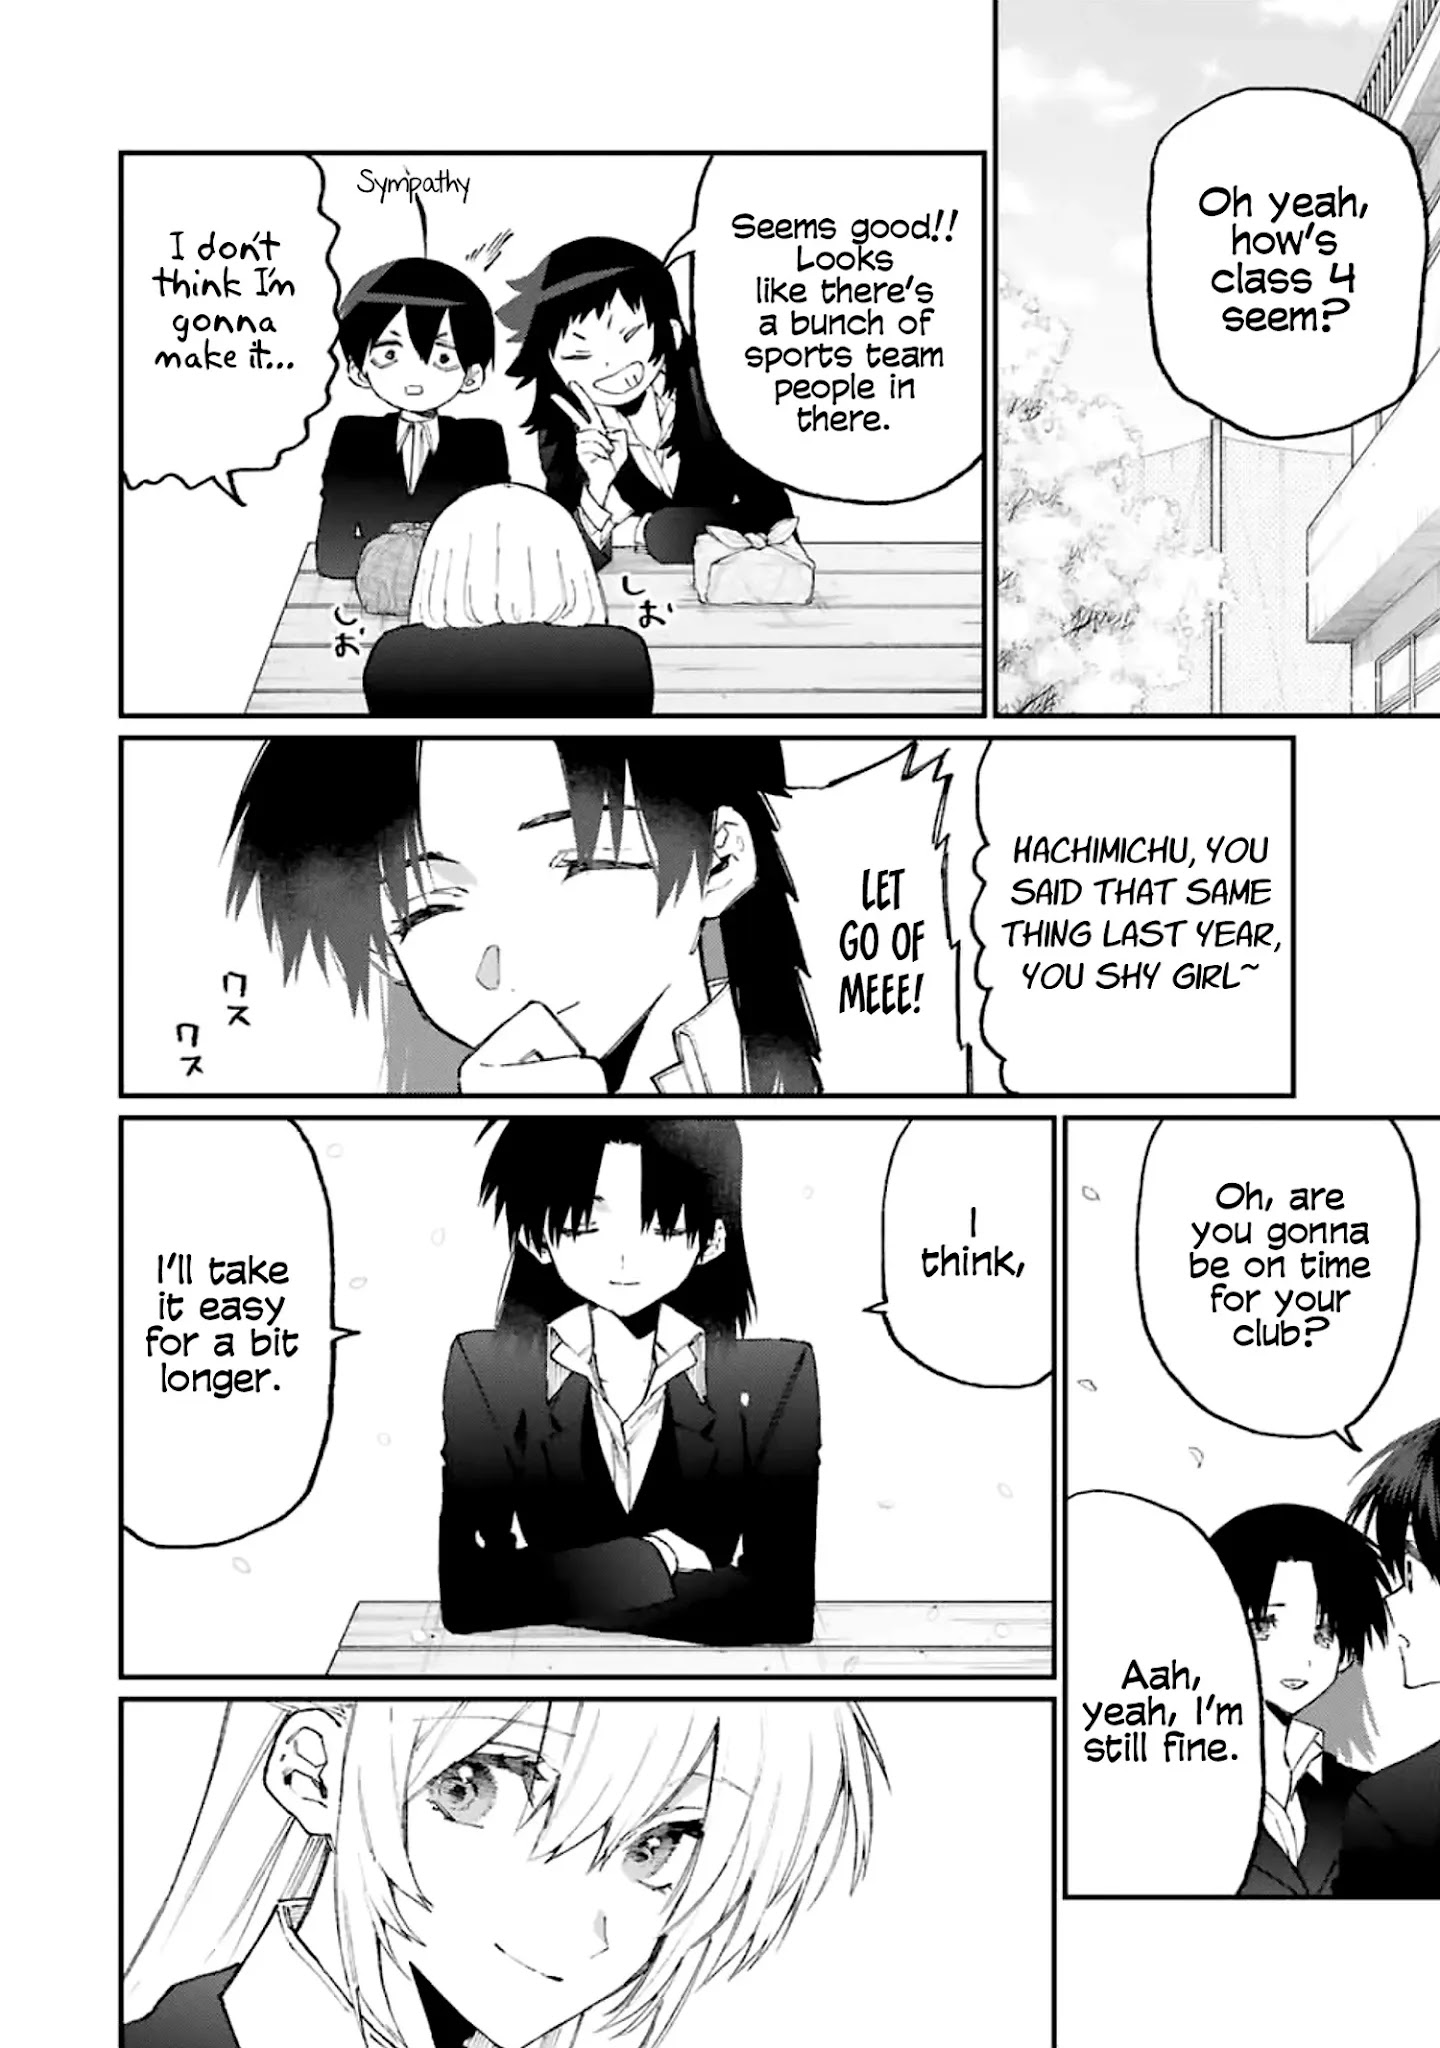 Oh yeah,
how's
class 4
seem?
Seems good!!
Looks
like there's
a bunch of
sports team
people in
there.
Sympathy
I don't
think I'm
gonna
make it...
しお
しお
HACHIMICHU, YOU
SAID THAT SAME
THING LAST YEAR,
YOU SHY GIRL~
LET
GO OF
MEEE!
クス
クス
Oh, are
you gonna
be on time
for your
club?
Aah,
yeah, I'm
still fine.
I
think,
I'll take
it easy
for a bit
longer.